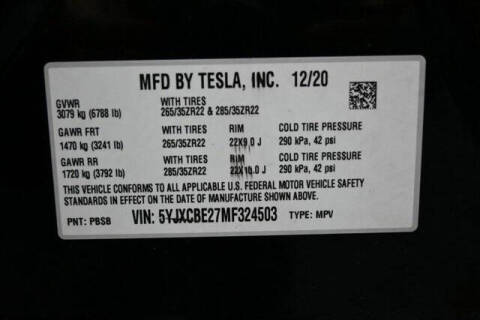 MFD BY TESLA, INC. 12/20
GVWR WITH TIRES
3079 kg (6788 lb) 265/35ZR22 & 285/35ZR22
GAWR FRT WITH TIRES RIM COLD TIRE PRESSURE
1470 kg (3241 lb) 265/35ZR22 22X9.0 J 290 kPa, 42 psi
GAWR RR WITH TIRES RIM COLD TIRE PRESSURE
1720 kg (3792 lb) 285/35ZR22 22X10.0 J 290 kPa, 42 psi
THIS VEHICLE CONFORMS TO ALL APPLICABLE U.S. FEDERAL MOTOR VEHICLE SAFETY
STANDARDS IN EFFECT ON THE DATE OF MANUFACTURE SHOWN ABOVE.
PNT: PBSB VIN: 5YJXCBE27MF324503 TYPE: MPV